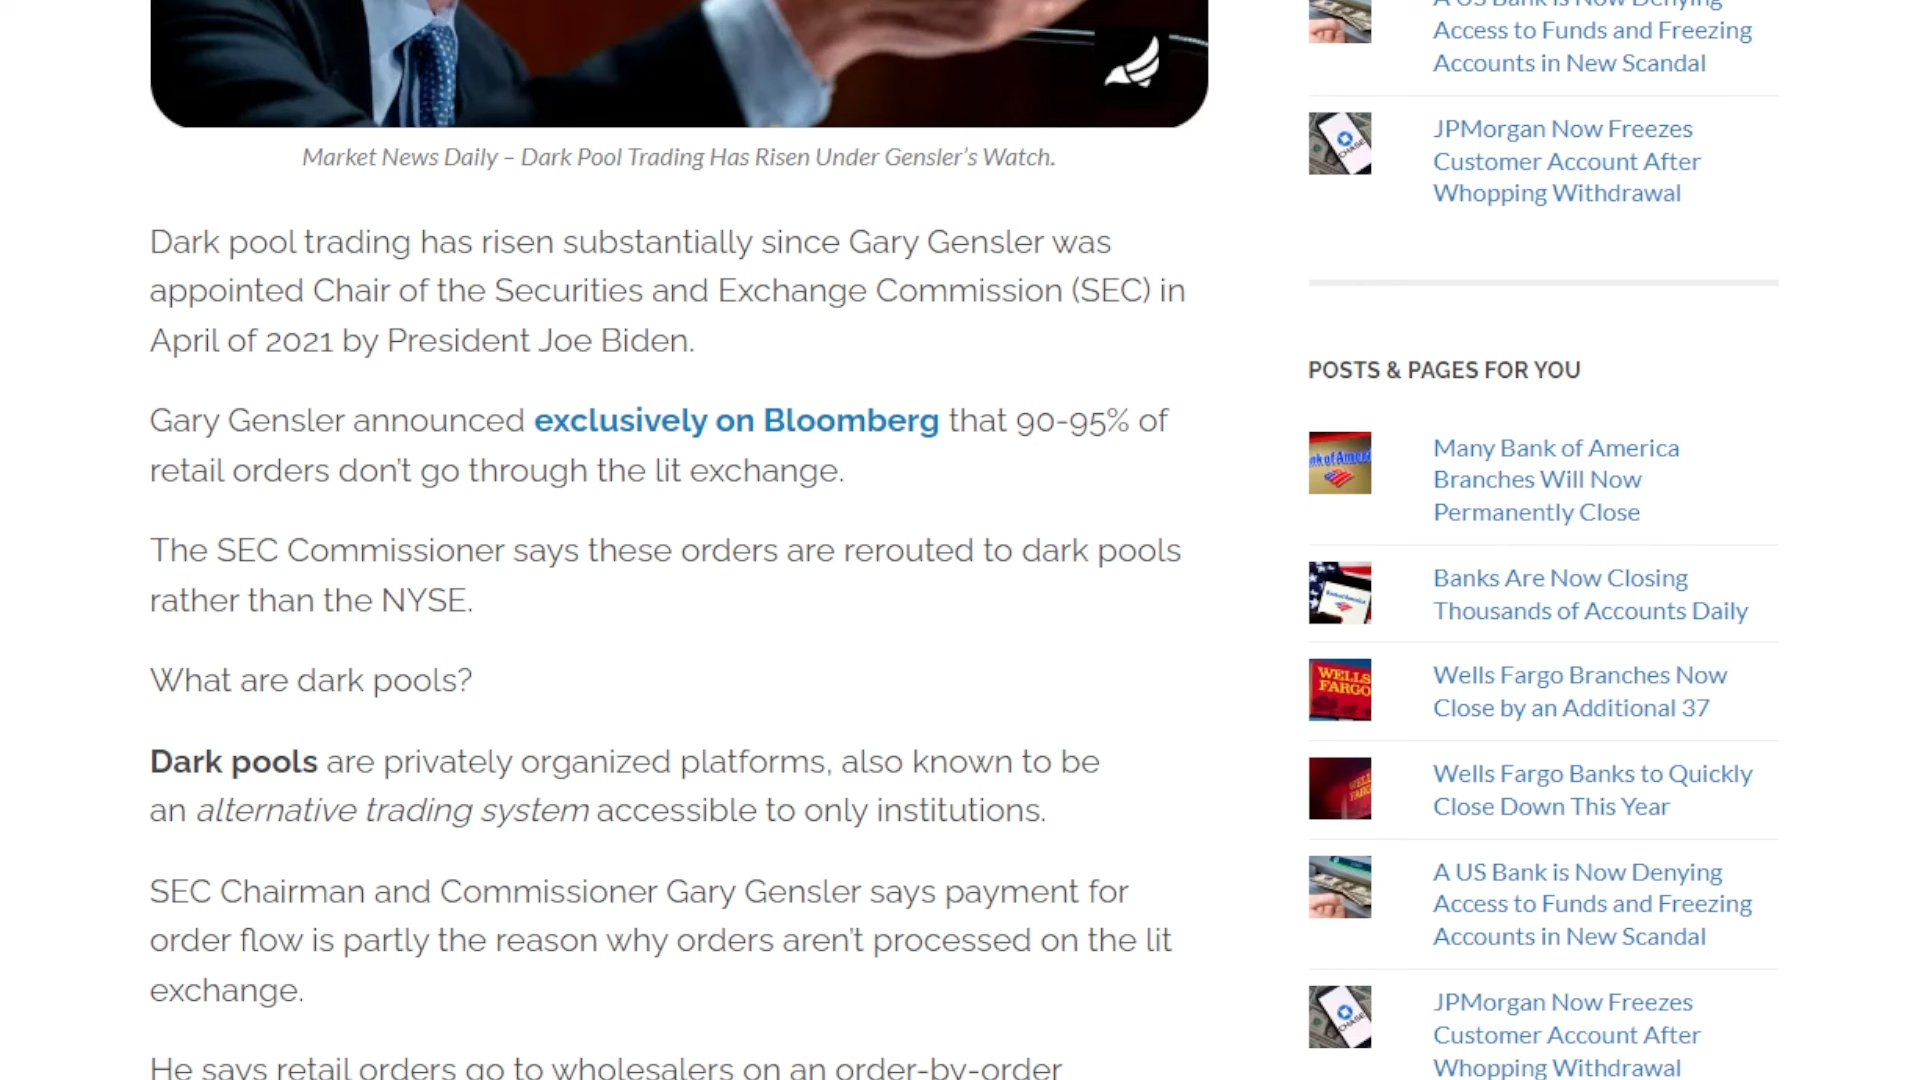 Market News Daily – Dark Pool Trading Has Risen Under Gensler's Watch.
Dark pool trading has risen substantially since Gary Gensler was
appointed Chair of the Securities and Exchange Commission (SEC) in
April of 2021 by President Joe Biden.
Gary Gensler announced exclusively on Bloomberg that 90-95% of
retail orders don't go through the lit exchange.
The SEC Commissioner says these orders are rerouted to dark pools
rather than the NYSE.
What are dark pools?
Dark pools are privately organized platforms, also known to be
an alternative trading system accessible to only institutions.
SEC Chairman and Commissioner Gary Gensler says payment for
order flow is partly the reason why orders aren't processed on the lit
exchange.
He says retail orders go to wholesalers on an order-by-order
A US Bank is Now Denying
Access to Funds and Freezing
Accounts in New Scandal
CHASE
JPMorgan Now Freezes
Customer Account After
Whopping Withdrawal
POSTS & PAGES FOR YOU
Many Bank of America
Branches Will Now
Permanently Close
Banks Are Now Closing
Thousands of Accounts Daily
WELLS
FARGO
Wells Fargo Branches Now
Close by an Additional 37
Wells Fargo Banks to Quickly
Close Down This Year
A US Bank is Now Denying
Access to Funds and Freezing
Accounts in New Scandal
CHASE
JPMorgan Now Freezes
Customer Account After
Whopping Withdrawal